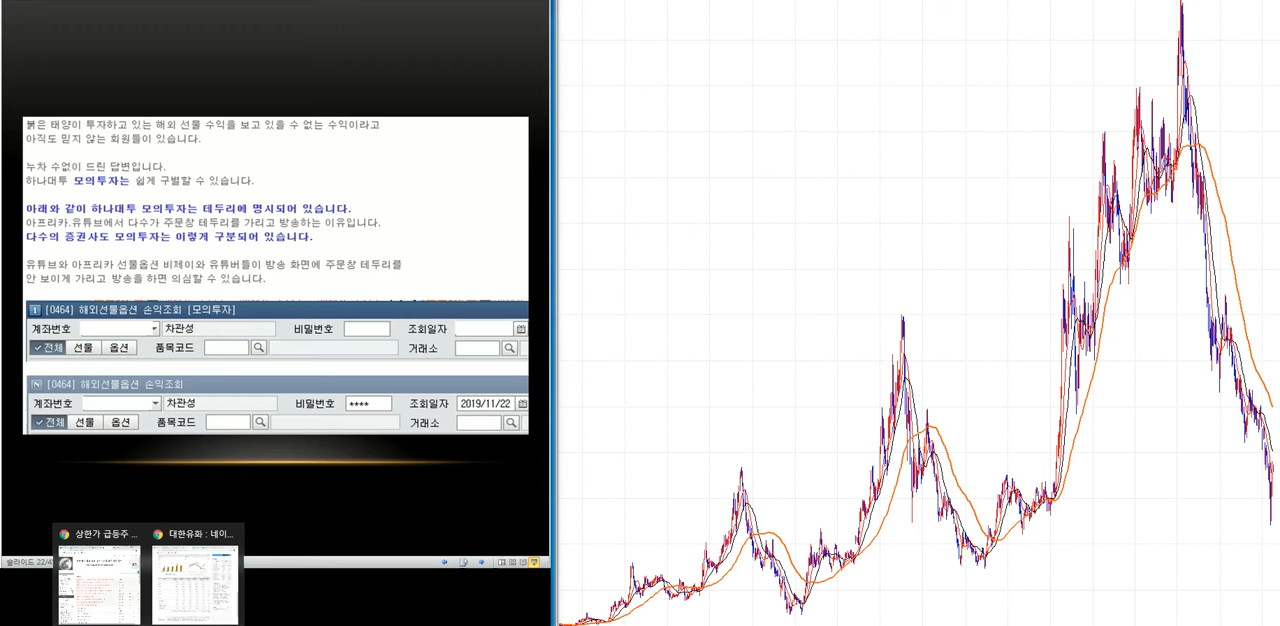 붉은 태양이 투자하고 있는 해외 선물 수익을 보고 있을 수 없는 수익이라고
아직도 믿지 않는 회원들이 있습니다.
누차 수없이 드린 답변입니다.
하나대투 모의투자는 쉽게 구별할 수 있습니다.
아래와 같이 하나대투 모의투자는 테두리에 명시되어 있습니다.
아프리카.유튜브에서 다수가 주문창 테두리를 가리고 방송하는 이유입니다.
다수의 증권사도 모의투자는 이렇게 구분되어 있습니다.
유튜브와 아프리카 선물옵션 비제이와 유튜버들이 방송 화면에 주문창 테두리를
안 보이게 가리고 방송을 하면 의심할 수 있습니다.
1 [0464] 해외선물옵션 손익조회 [모의투자]
계좌번호 차관성 비밀번호 조회일자
전체 선물 옵션 품목코드 거래소
N [0464] 해외선물옵션 손익조회
계좌번호 차관성 비밀번호 **** 조회일자 2019/11/22
전체 선물 옵션 품목코드 거래소
상한가 급등주 ... 대한유화 : 네이...
슬라이드 22/4